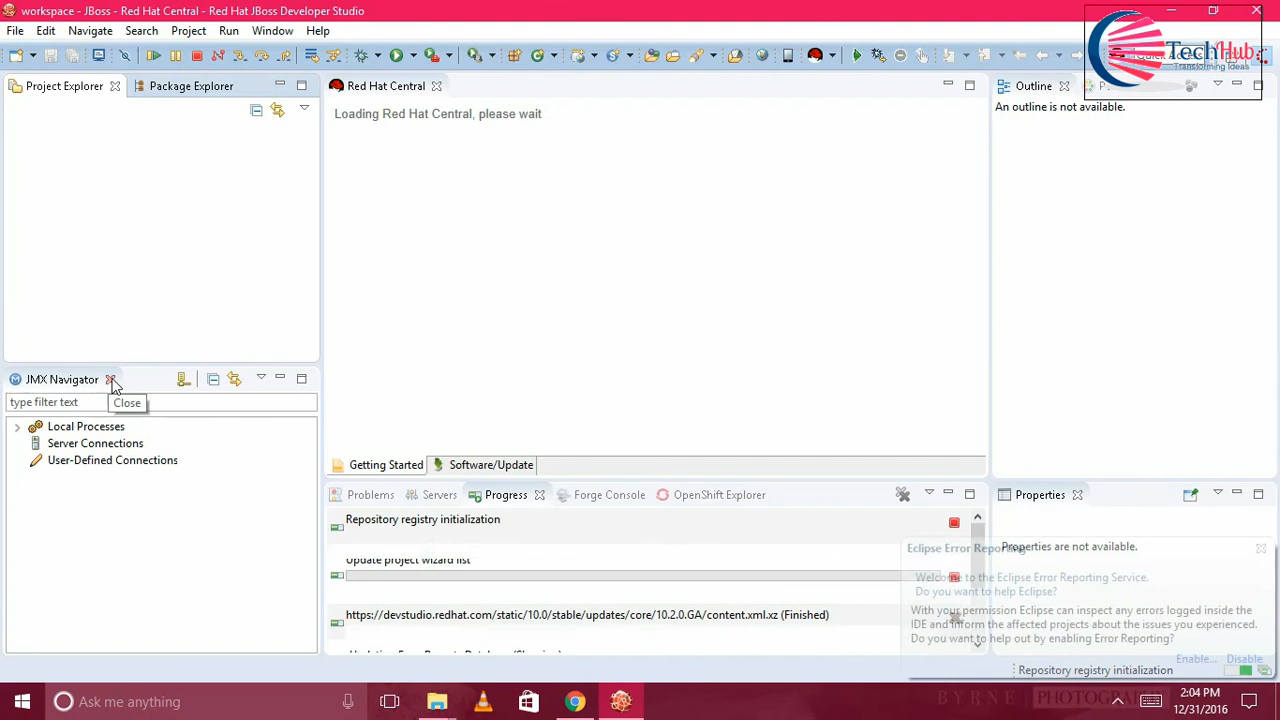 workspace - JBoss - Red Hat Central - Red Hat JBoss Developer Studio
File Edit Navigate Search Project Run Window Help
TechHub
Transforming Ideas
Project Explorer Package Explorer
Red Hat Central
Outline
Loading Red Hat Central, please wait
An outline is not available.
JMX Navigator
type filter text
Close
Local Processes
Server Connections
User-Defined Connections
Getting Started Software/Update
Problems Servers Progress Forge Console OpenShift Explorer
Properties
Repository registry initialization
Update project wizard list
https://devstudio.redhat.com/static/10.0/stable/updates/core/10.2.0.GA/content.xml.xz (Finished)
Properties are not available.
Eclipse Error Reporting
Welcome to the Eclipse Error Reporting Service.
Do you want to help Eclipse?
With your permission Eclipse can inspect any errors logged inside the
IDE and inform the affected projects about the issues you experienced.
Do you want to help out by enabling Error Reporting?
Enable... Disable
Repository registry initialization
Ask me anything
BYRNE PHOTOGRAPHY
2:04 PM
12/31/2016